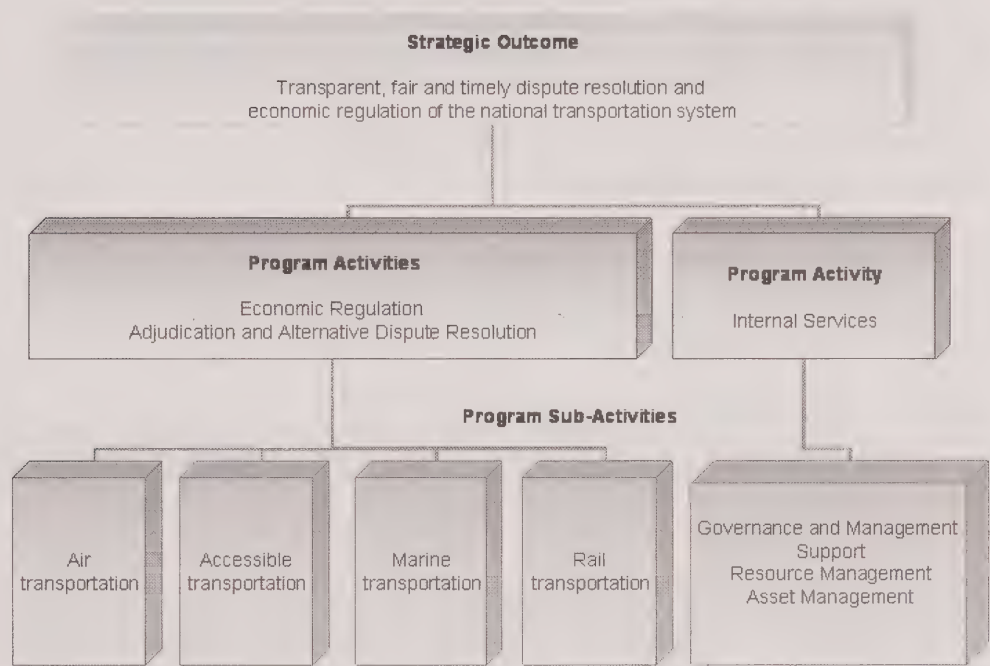 Strategic Outcome
Transparent, fair and timely dispute resolution and
economic regulation of the national transportation system
Program Activities
Economic Regulation
Adjudication and Alternative Dispute Resolution
Program Activity
Internal Services
Program Sub-Activities
Air
transportation
Accessible
transportation
Marine
transportation
Rail
transportation
Governance and Management
Support
Resource Management
Asset Management